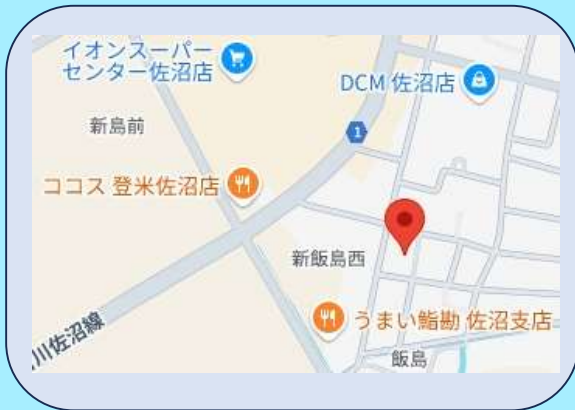 イオンスーパー
センター佐沼店
DCM 佐沼店
新島前
1
ココス 登米佐沼店
新飯島西
うまい鮨勘 佐沼支店
川佐沼線
飯島